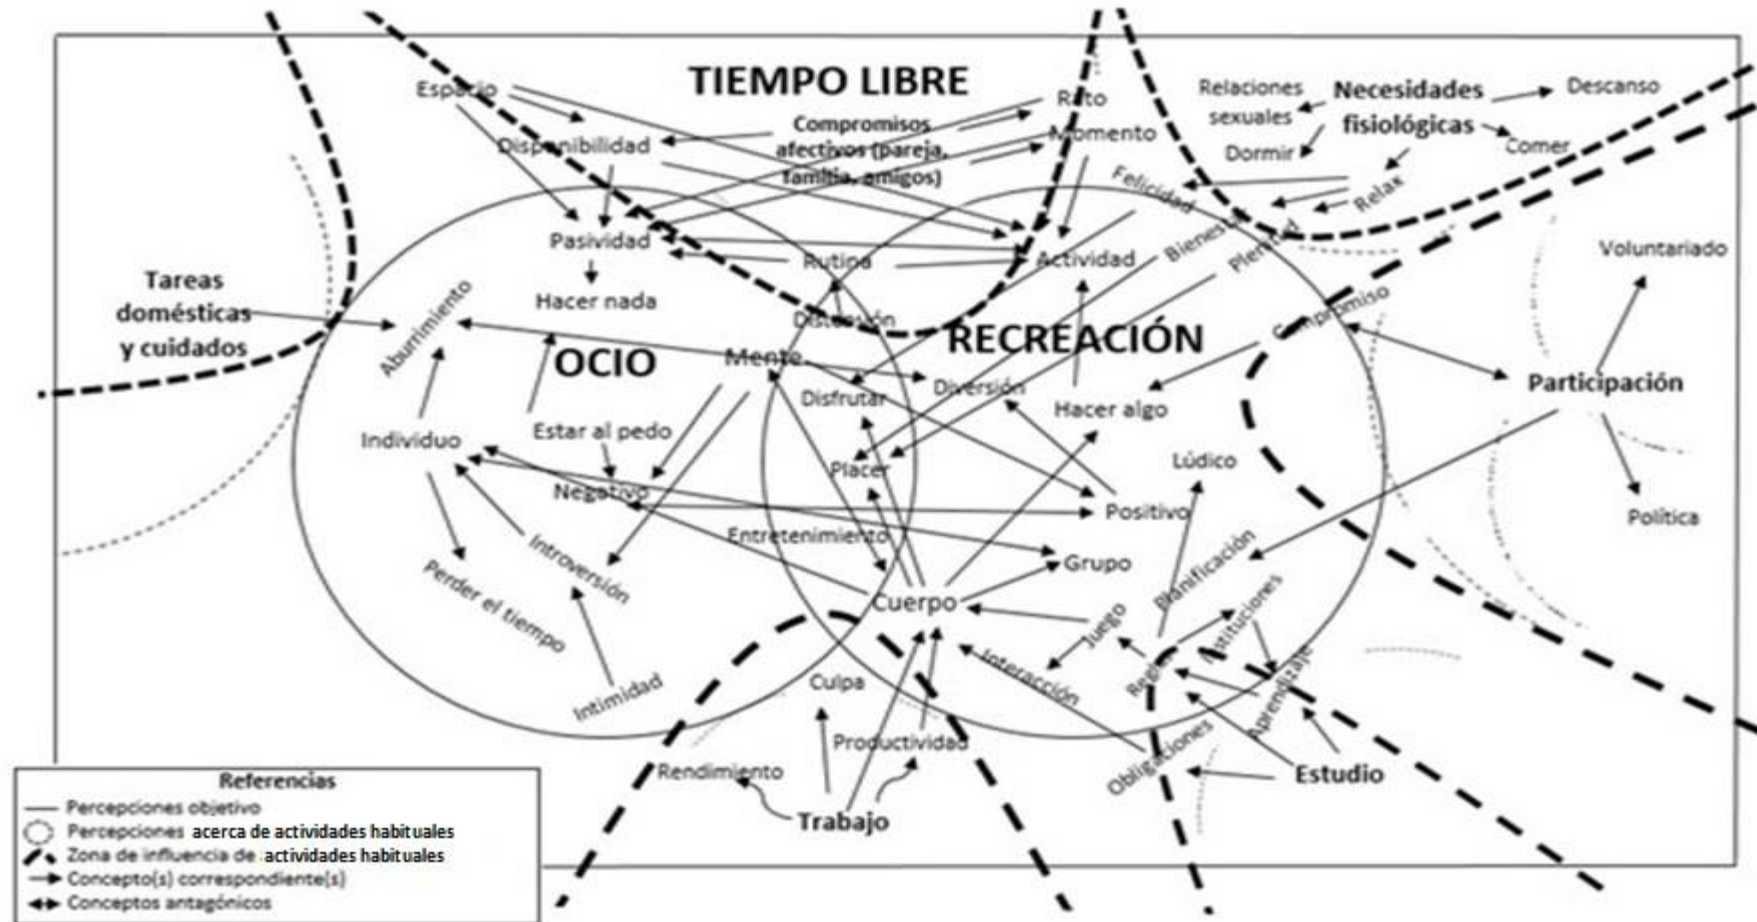 TIEMPO LIBRE
Espacio
Disponibilidad
Compromisos
afectivos (pareja,
familia, amigos)
Rato
Momento
Relaciones
sexuales
Necesidades
fisiológicas
Descanso
Dormir
Comer
Relax
Felicidad
Bienestar
Plenitud
Pasividad
Rutina
Actividad
Voluntariado
Tareas
domésticas
y cuidados
Hacer nada
Aburrimiento
Distensión
Compromiso
OCIO
RECREACIÓN
Mente
Disfrutar
Diversión
Hacer algo
Participación
Individuo
Estar al pedo
Placer
Lúdico
Negativo
Positivo
Política
Entretenimiento
Introversión
Grupo
Planificación
Perder el tiempo
Cuerpo
Juego
Instituciones
Interacción
Reglas
Aprendizaje
Intimidad
Culpa
Productividad
Obligaciones
Rendimiento
Estudio
Trabajo
Referencias
Percepciones objetivo
Percepciones acerca de actividades habituales
Zona de influencia de actividades habituales
Concepto(s) correspondiente(s)
Conceptos antagónicos